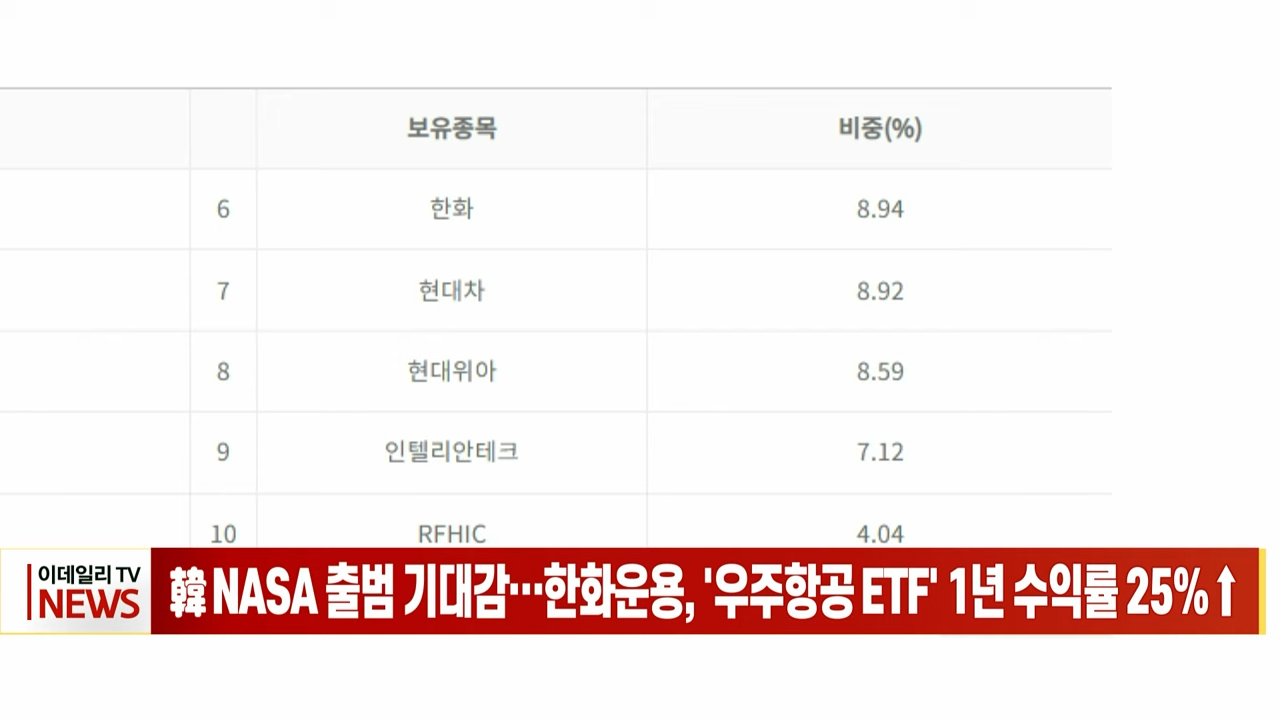 보유종목 비중(%)
6 한화 8.94
7 현대차 8.92
8 현대위아 8.59
9 인텔리안테크 7.12
10 RFHIC 4.04
이데일리 TV
NEWS
韓 NASA 출범 기대감…한화운용, '우주항공 ETF' 1년 수익률 25%↑